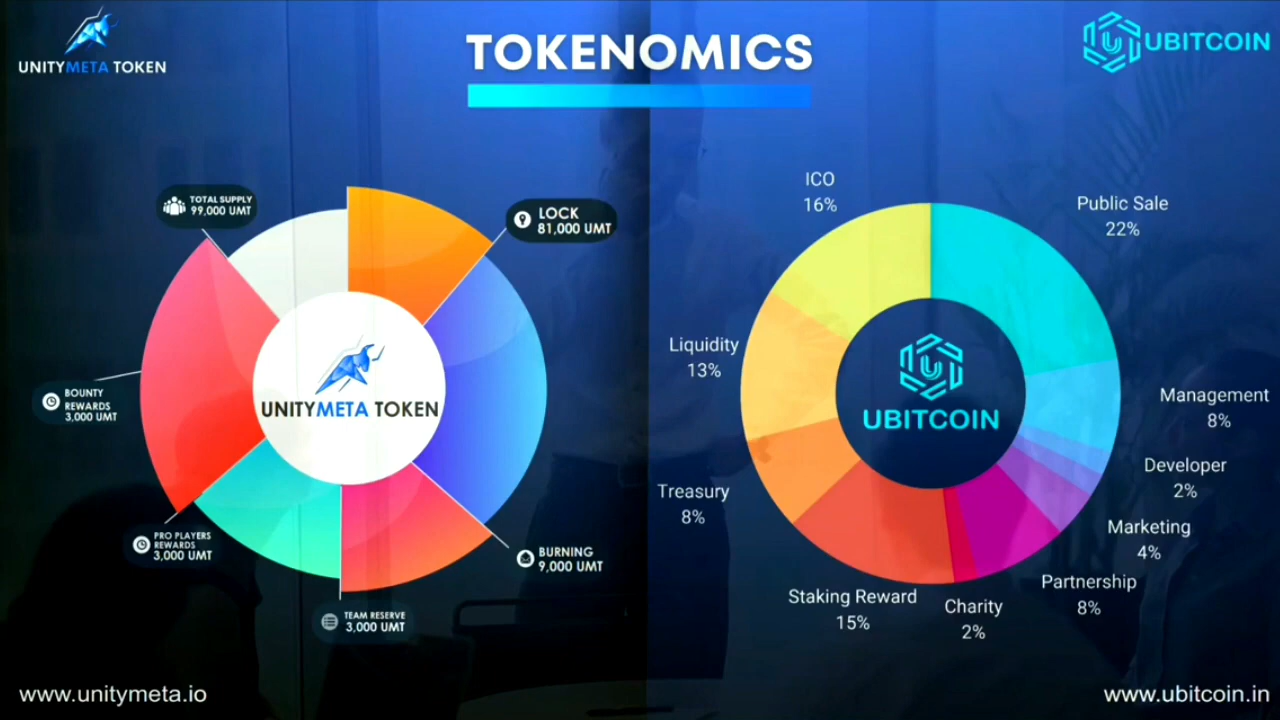 UNITYMETA TOKEN
TOKENOMICS
UBITCOIN
TOTAL SUPPLY
99,000 UMT
LOCK
81,000 UMT
BOUNTY
REWARDS
3,000 UMT
UNITYMETA TOKEN
PRO PLAYERS
REWARDS
3,000 UMT
BURNING
9,000 UMT
TEAM RESERVE
3,000 UMT
ICO
16%
Public Sale
22%
Liquidity
13%
UBITCOIN
Management
8%
Developer
2%
Treasury
8%
Marketing
4%
Partnership
8%
Staking Reward
15%
Charity
2%
www.unitymeta.io
www.ubitcoin.in